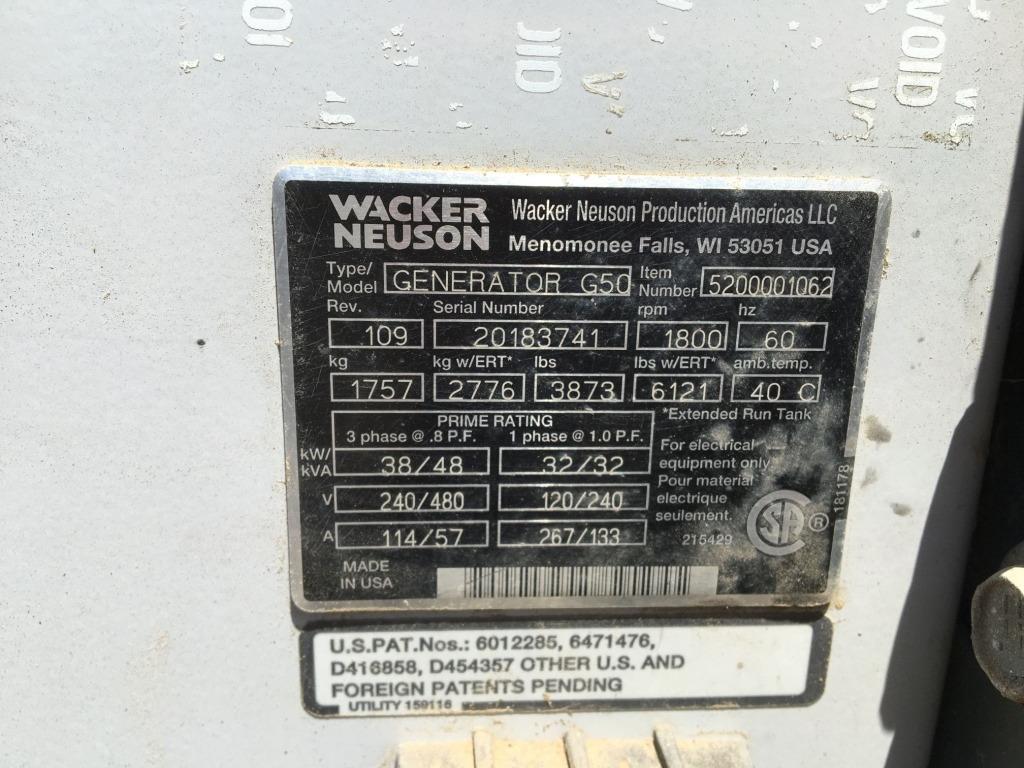 VOID
WACKER
NEUSON
Wacker Neuson Production Americas LLC
Menomonee Falls, WI 53051 USA
Type/
Model
GENERATOR G50
Item
Number
5200001062
Rev. Serial Number rpm hz
109 20183741 1800 60
kg kg w/ERT* lbs lbs w/ERT* amb.temp.
1757 2776 3873 6121 40 C
*Extended Run Tank
PRIME RATING
3 phase @ .8 P.F. 1 phase @ 1.0 P.F.
kW/
kVA
38/48 32/32
V 240/480 120/240
A 114/57 267/133
For electrical
equipment only
Pour material
electrique
seulement.
215429
SA ®
181178
MADE
IN USA
U.S.PAT.Nos.: 6012285, 6471476,
D416858, D454357 OTHER U.S. AND
FOREIGN PATENTS PENDING
UTILITY 159116